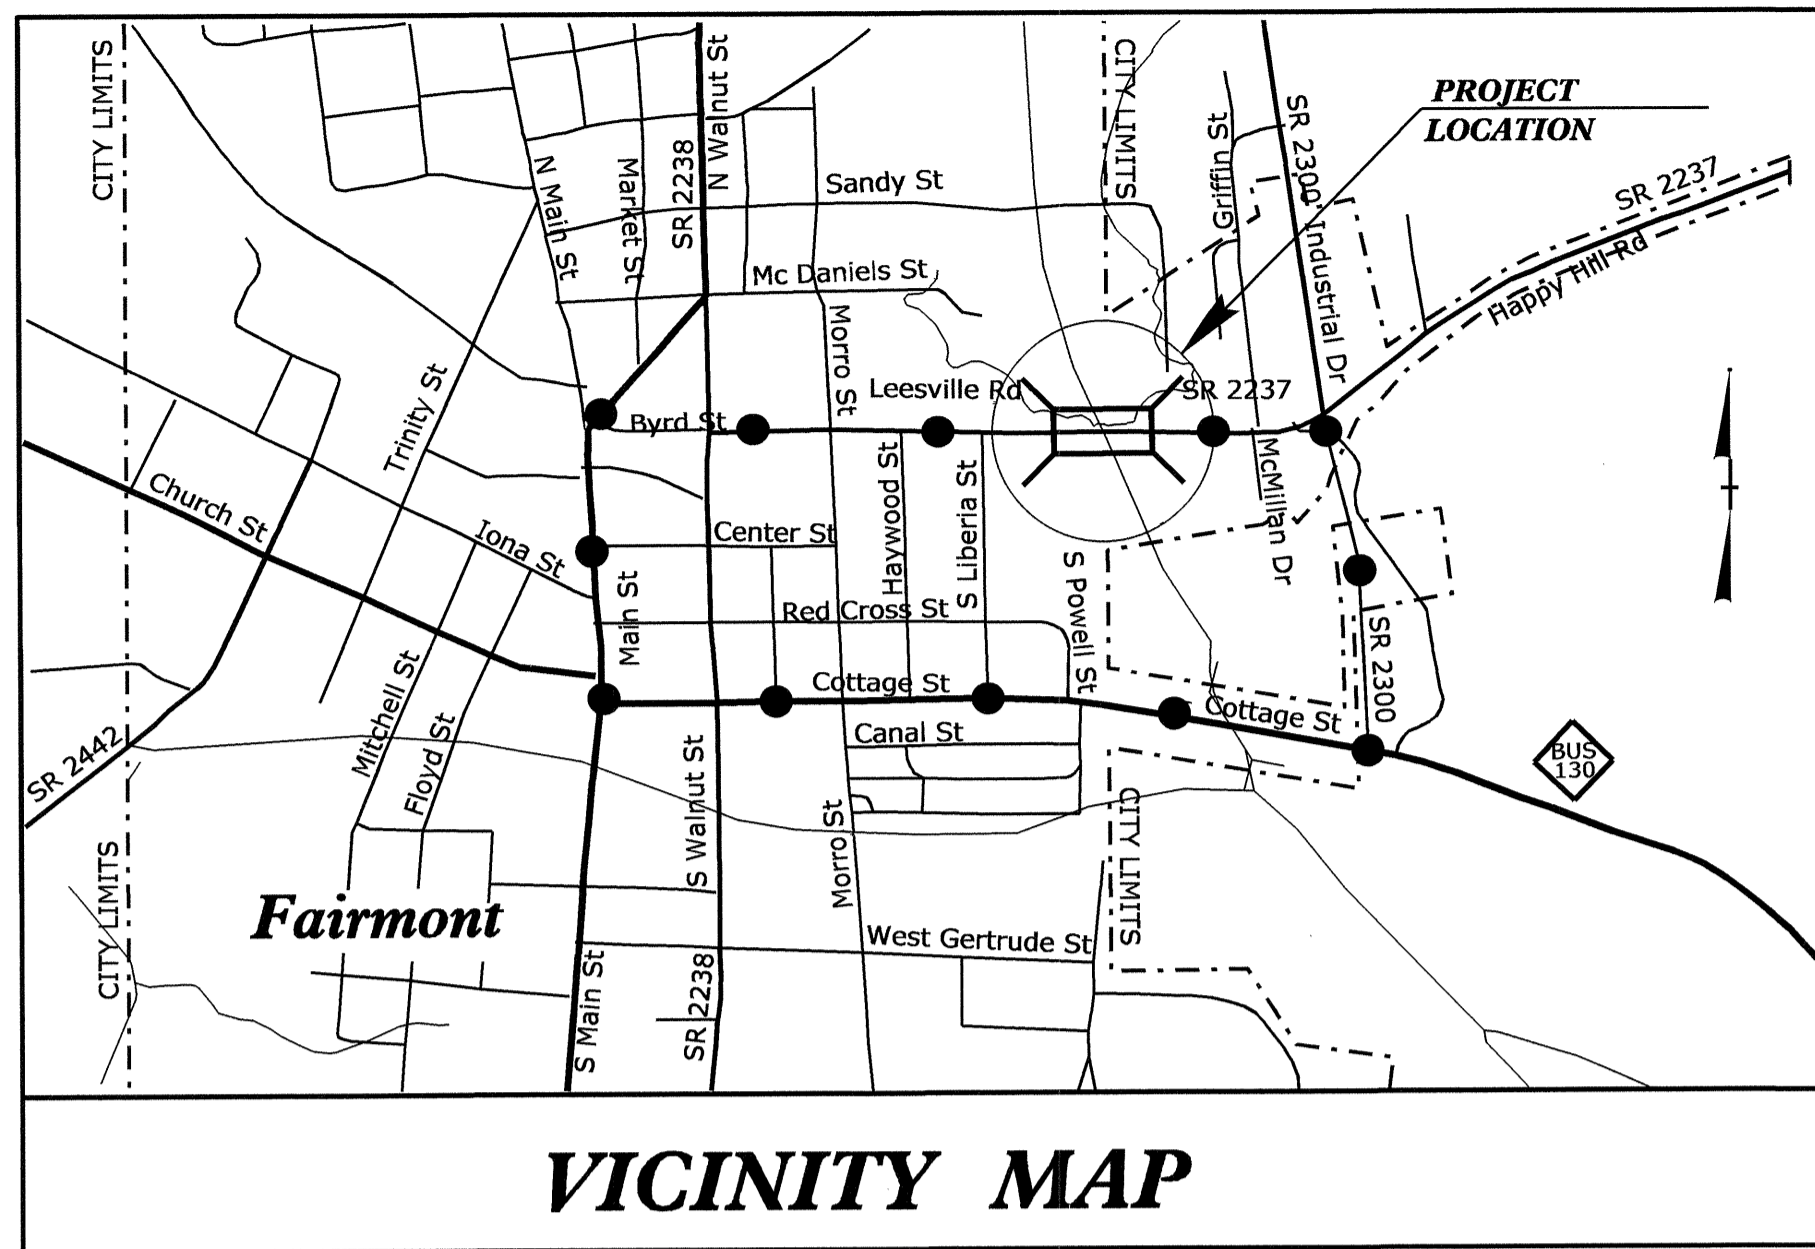 CITY LIMITS
N Walnut St
CITY LIMITS
PROJECT
LOCATION
SR 2300
Industrial Dr
Griffin St
SR 2238
N Main St
Market St
Sandy St
SR 2237
Happy Hill Rd
Mc Daniels St
Morro St
Leesville Rd
SR 2237
Byrd St
Trinity St
Church St
Iona St
Center St
Haywood St
S Liberia St
McMillan Dr
Main St
Red Cross St
S Powell St
SR 2300
Cottage St
Cottage St
Mitchell St
Floyd St
SR 2442
Canal St
BUS
130
S Walnut St
Morro St
CITY LIMITS
CITY LIMITS
Fairmont
West Gertrude St
S Main St
SR 2238
VICINITY MAP